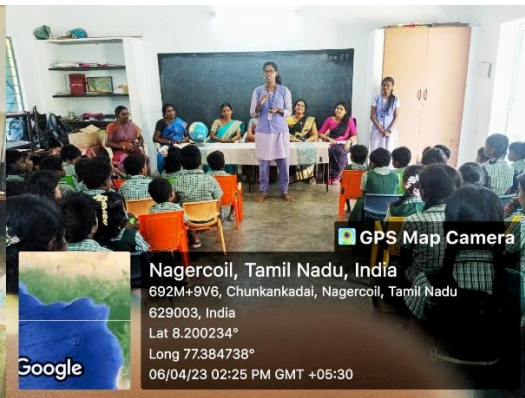 GPS Map Camera
Nagercoil, Tamil Nadu, India
692M+9V6, Chunkankadai, Nagercoil, Tamil Nadu
629003, India
Lat 8.200234°
Long 77.384738°
06/04/23 02:25 PM GMT +05:30
Google